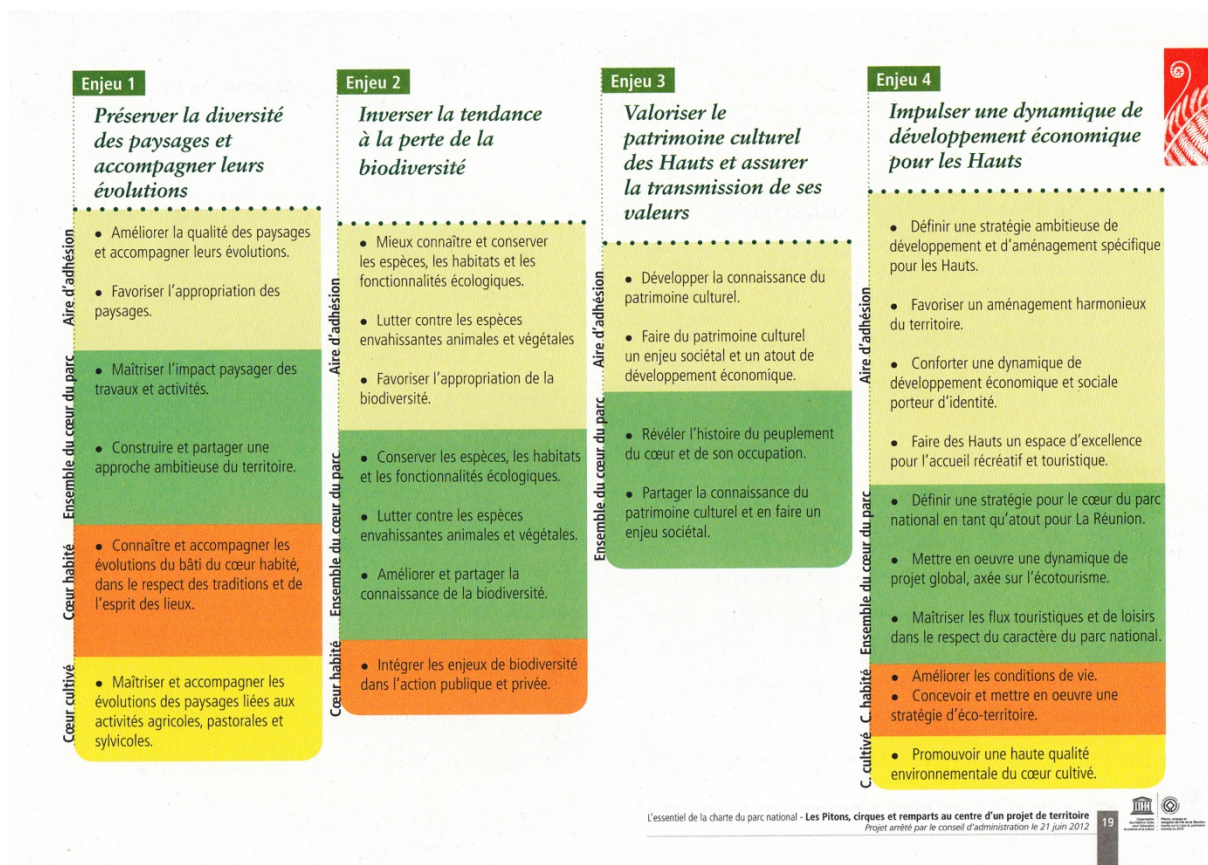 Enjeu 1
Préserver la diversité
des paysages et
accompagner leurs
évolutions
Aire d'adhésion
● Améliorer la qualité des paysages
et accompagner leurs évolutions.
● Favoriser l'appropriation des
paysages.
Ensemble du cœur du parc
● Maîtriser l'impact paysager des
travaux et activités.
● Construire et partager une
approche ambitieuse du territoire.
Cœur habité
● Connaître et accompagner les
évolutions du bâti du cœur habité,
dans le respect des traditions et de
l'esprit des lieux.
Cœur cultivé
● Maîtriser et accompagner les
évolutions des paysages liées aux
activités agricoles, pastorales et
sylvicoles.
Enjeu 2
Inverser la tendance
à la perte de la
biodiversité
Aire d'adhésion
● Mieux connaître et conserver
les espèces, les habitats et les
fonctionnalités écologiques.
● Lutter contre les espèces
envahissantes animales et végétales
● Favoriser l'appropriation de la
biodiversité.
Ensemble du cœur du parc
● Conserver les espèces, les habitats
et les fonctionnalités écologiques.
● Lutter contre les espèces
envahissantes animales et végétales.
● Améliorer et partager la
connaissance de la biodiversité.
Cœur habité
● Intégrer les enjeux de biodiversité
dans l'action publique et privée.
Enjeu 3
Valoriser le
patrimoine culturel
des Hauts et assurer
la transmission de ses
valeurs
Aire d'adhésion
● Développer la connaissance du
patrimoine culturel.
● Faire du patrimoine culturel
un enjeu sociétal et un atout de
développement économique.
Ensemble du cœur du parc
● Révéler l'histoire du peuplement
du cœur et de son occupation.
● Partager la connaissance du
patrimoine culturel et en faire un
enjeu sociétal.
Enjeu 4
Impulser une dynamique de
développement économique
pour les Hauts
Aire d'adhésion
● Définir une stratégie ambitieuse de
développement et d'aménagement spécifique
pour les Hauts.
● Favoriser un aménagement harmonieux
du territoire.
● Conforter une dynamique de
développement économique et sociale
porteur d'identité.
● Faire des Hauts un espace d'excellence
pour l'accueil récréatif et touristique.
Ensemble du cœur du parc
● Définir une stratégie pour le cœur du parc
national en tant qu'atout pour La Réunion.
● Mettre en oeuvre une dynamique de
projet global, axée sur l'écotourisme.
● Maîtriser les flux touristiques et de loisirs
dans le respect du caractère du parc national.
C. habité
● Améliorer les conditions de vie.
● Concevoir et mettre en oeuvre une
stratégie d'éco-territoire.
C. cultivé
● Promouvoir une haute qualité
environnementale du cœur cultivé.
L'essentiel de la charte du parc national - Les Pitons, cirques et remparts au centre d'un projet de territoire
Projet arrêté par le conseil d'administration le 21 juin 2012
19